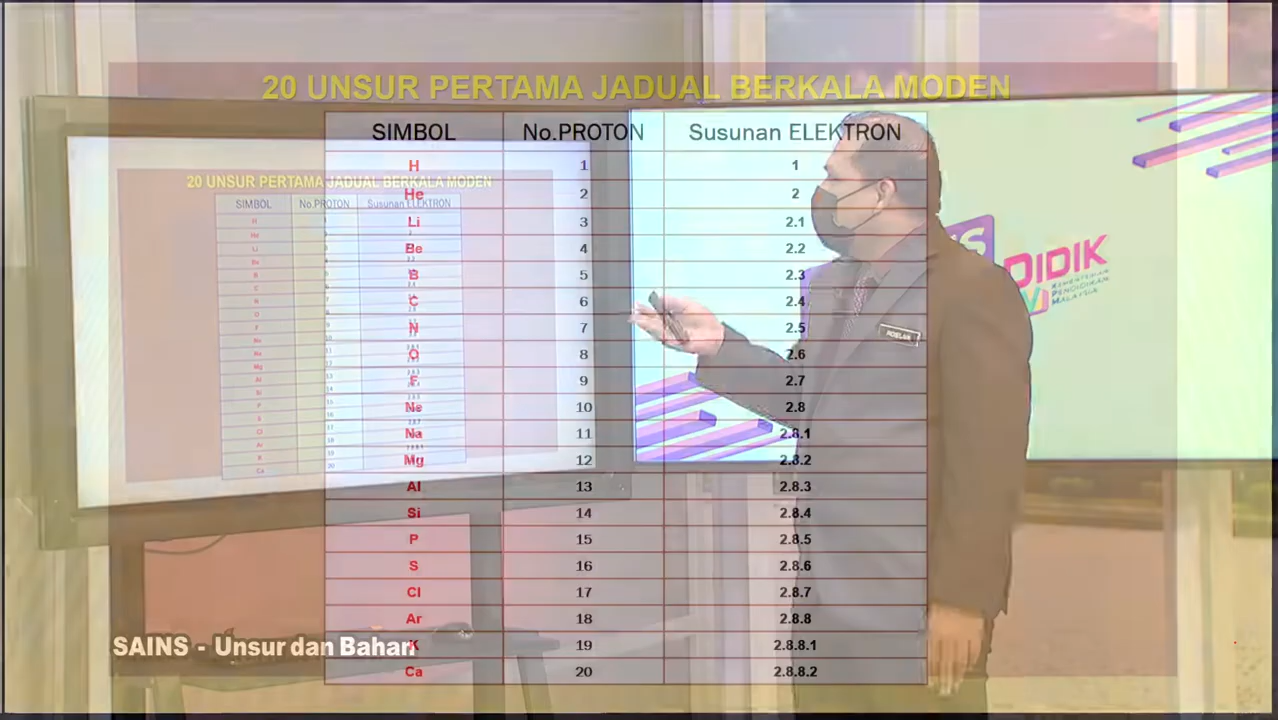 20 UNSUR PERTAMA JADUAL BERKALA MODEN
SIMBOL No.PROTON Susunan ELEKTRON
H 1 1
He 2 2
Li 3 2.1
Be 4 2.2
B 5 2.3
C 6 2.4
N 7 2.5
O 8 2.6
F 9 2.7
Ne 10 2.8
Na 11 2.8.1
Mg 12 2.8.2
Al 13 2.8.3
Si 14 2.8.4
P 15 2.8.5
S 16 2.8.6
Cl 17 2.8.7
Ar 18 2.8.8
K 19 2.8.8.1
Ca 20 2.8.8.2
20 UNSUR PERTAMA JADUAL BERKALA MODEN
SIMBOL No.PROTON Susunan ELEKTRON
DIDIK
KEMENTERIAN
PENDIDIKAN
MALAYSIA
SAINS - Unsur dan Bahan